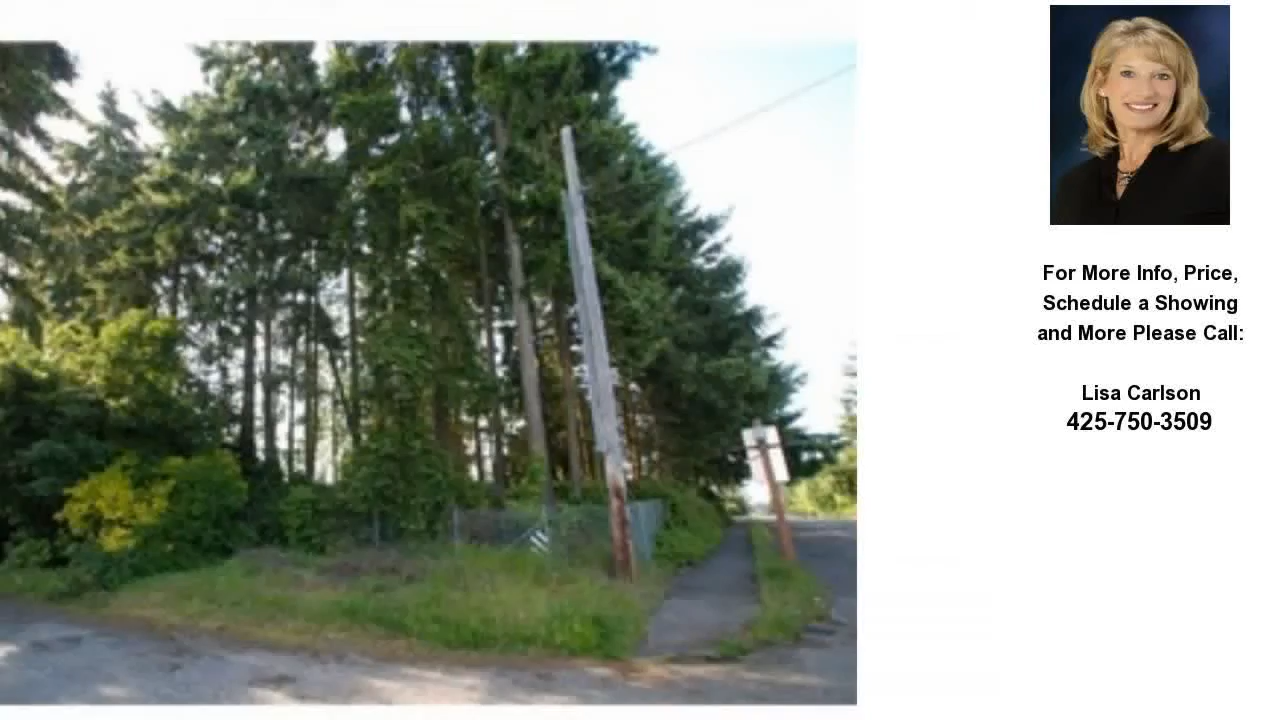 For More Info, Price,
Schedule a Showing
and More Please Call:
Lisa Carlson
425-750-3509